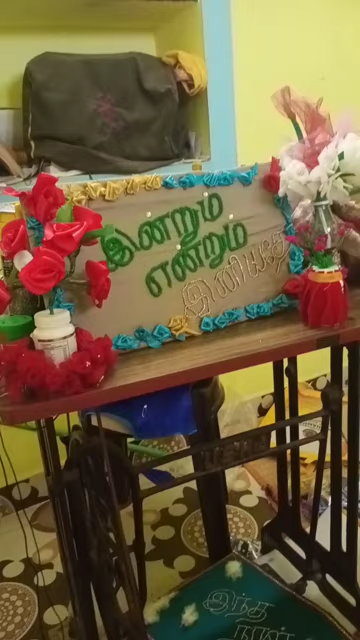 இன்றும்
என்றும்
இனியதே
இந்த
நாள்